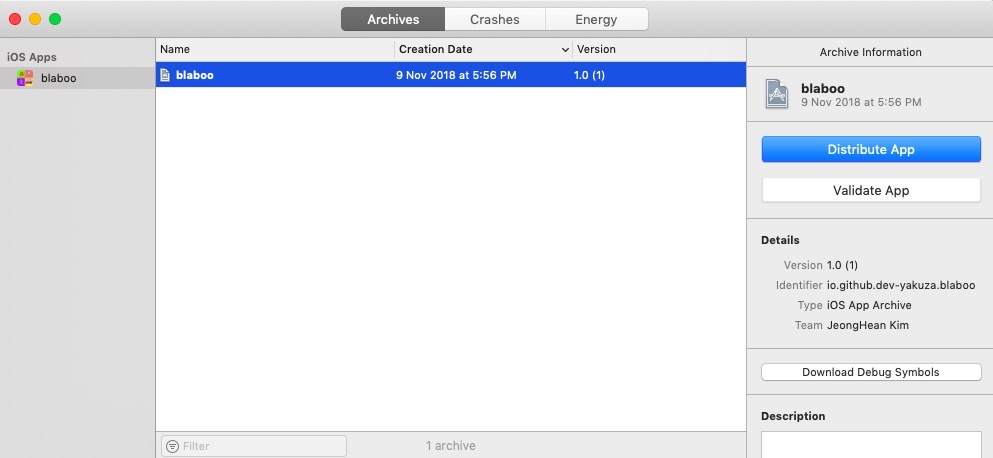 Archives Crashes Energy
iOS Apps
blaboo
Name Creation Date Version
blaboo 9 Nov 2018 at 5:56 PM 1.0 (1)
Filter 1 archive
Archive Information
blaboo
9 Nov 2018 at 5:56 PM
Distribute App
Validate App
Details
Version 1.0 (1)
Identifier io.github.dev-yakuza.blaboo
Type iOS App Archive
Team JeongHean Kim
Download Debug Symbols
Description